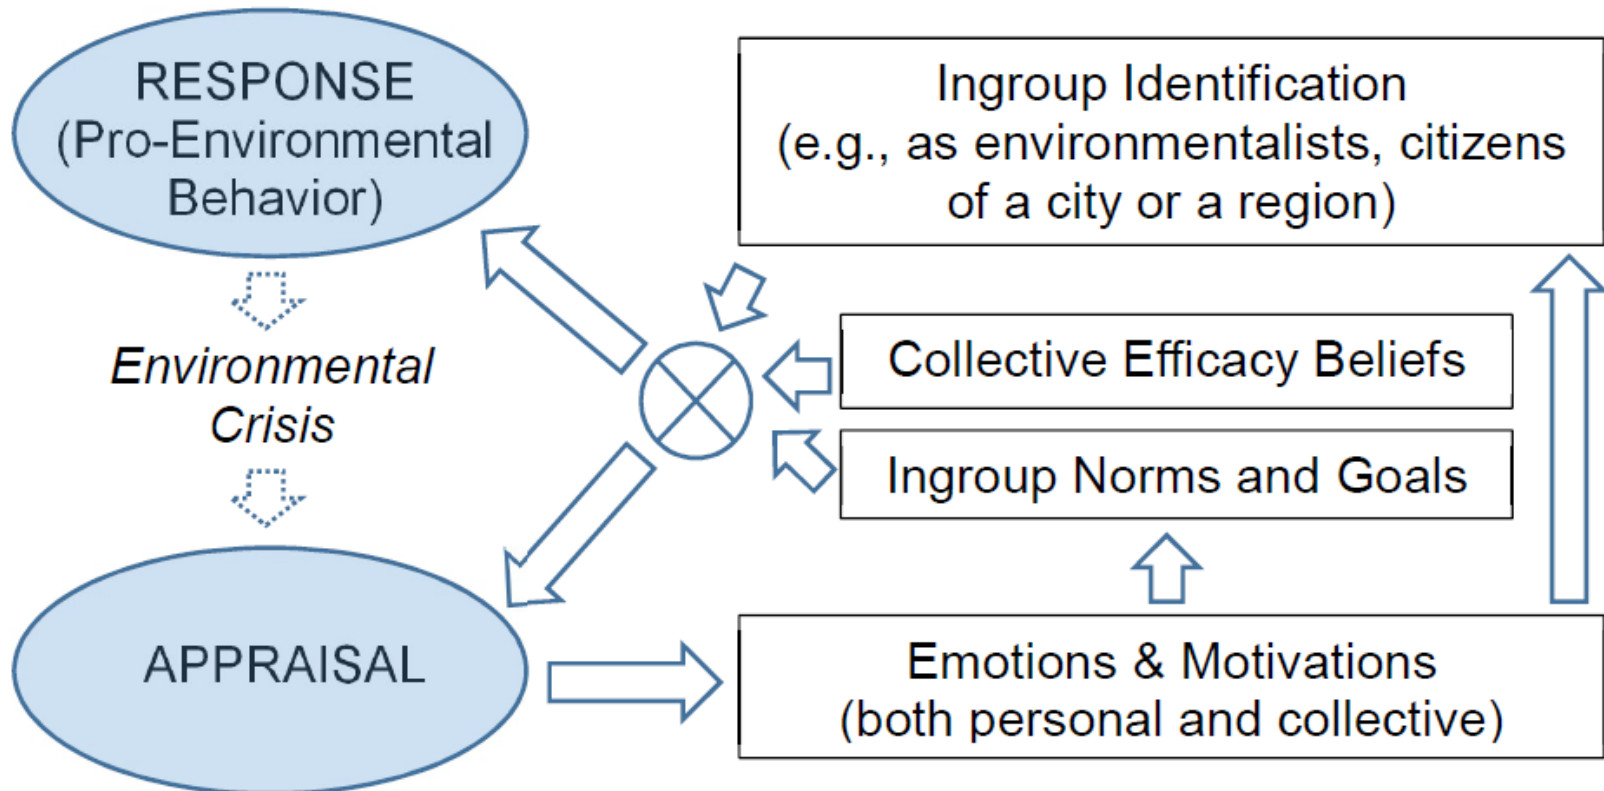 RESPONSE
(Pro-Environmental
Behavior)
Environmental
Crisis
APPRAISAL
Ingroup Identification
(e.g., as environmentalists, citizens
of a city or a region)
Collective Efficacy Beliefs
Ingroup Norms and Goals
Emotions & Motivations
(both personal and collective)